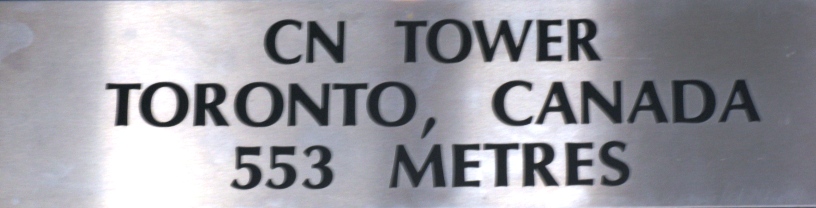 CN TOWER
TORONTO, CANADA
553 METRES